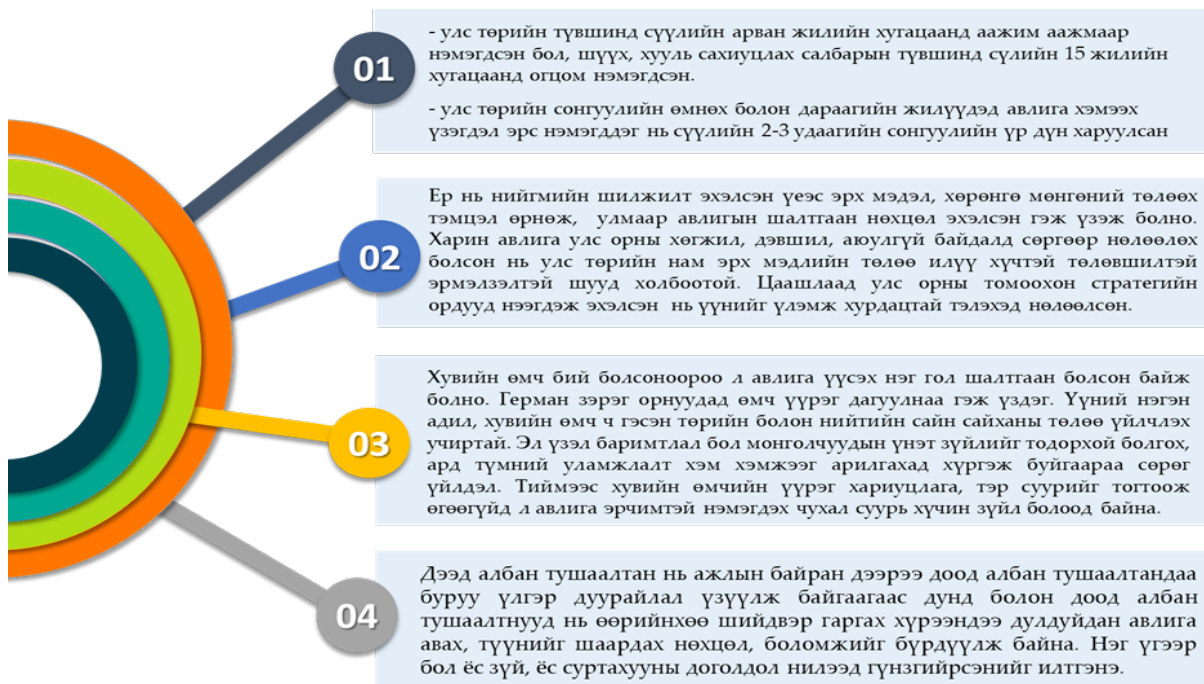 01
- улс төрийн түвшинд сүүлийн арван жилийн хугацаанд аажим аажмаар
нэмэгдсэн бол, шүүх, хууль сахиуцлах салбарын түвшинд сүлийн 15 жилийн
хугацаанд огцом нэмэгдсэн.
- улс төрийн сонгуулийн өмнөх болон дараагийн жилүүдэд авлига хэмээх
үзэгдэл эрс нэмэгддэг нь сүүлийн 2-3 удаагийн сонгуулийн үр дүн харуулсан
02
Ер нь нийгмийн шилжилт эхэлсэн үеэс эрх мэдэл, хөрөнгө мөнгөний төлөөх
тэмцэл өрнөж, улмаар авлигын шалтгаан нөхцөл эхэлсэн гэж үзэж болно.
Харин авлига улс орны хөгжил, дэвшил, аюулгүй байдалд сөргөөр нөлөөлөх
болсон нь улс төрийн нам эрх мэдлийн төлөө илүү хүчтэй төлөвшилтэй
эрмэлзэлтэй шууд холбоотой. Цаашлаад улс орны томоохон стратегийн
ордууд нээгдэж эхэлсэн нь үүнийг үлэмж хурдацтай тэлэхэд нөлөөлсөн.
03
Хувийн өмч бий болсоноороо л авлига үүсэх нэг гол шалтгаан болсон байж
болно. Герман зэрэг орнуудад өмч үүрэг дагуулнаа гэж үздэг. Үүний нэгэн
адил, хувийн өмч ч гэсэн төрийн болон нийтийн сайн сайханы төлөө үйлчлэх
учиртай. Эл үзэл баримтлал бол монголчуудын үнэт зүйлийг тодорхой болгох,
ард түмний уламжлалт хэм хэмжээг арилгахад хүргэж буйгаараа сөрөг
үйлдэл. Тиймээс хувийн өмчийн үүрэг хариуцлага, тэр суурийг тогтоож
өгөөгүйд л авлига эрчимтэй нэмэгдэх чухал суурь хүчин зүйл болоод байна.
04
Дээд албан тушаалтан нь ажлын байран дээрээ доод албан тушаалтандаа
буруу үлгэр дуурайлал үзүүлж байгаагаас дунд болон доод албан
тушаалтнууд нь өөрийнхөө шийдвэр гаргах хүрээндээ дулдуйдан авлига
авах, түүнийг шаардах нөхцөл, боломжийг бүрдүүлж байна. Нэг үгээр
бол ёс зүй, ёс суртахууны доголдол нилээд гүнзгийрсэнийг илтгэнэ.